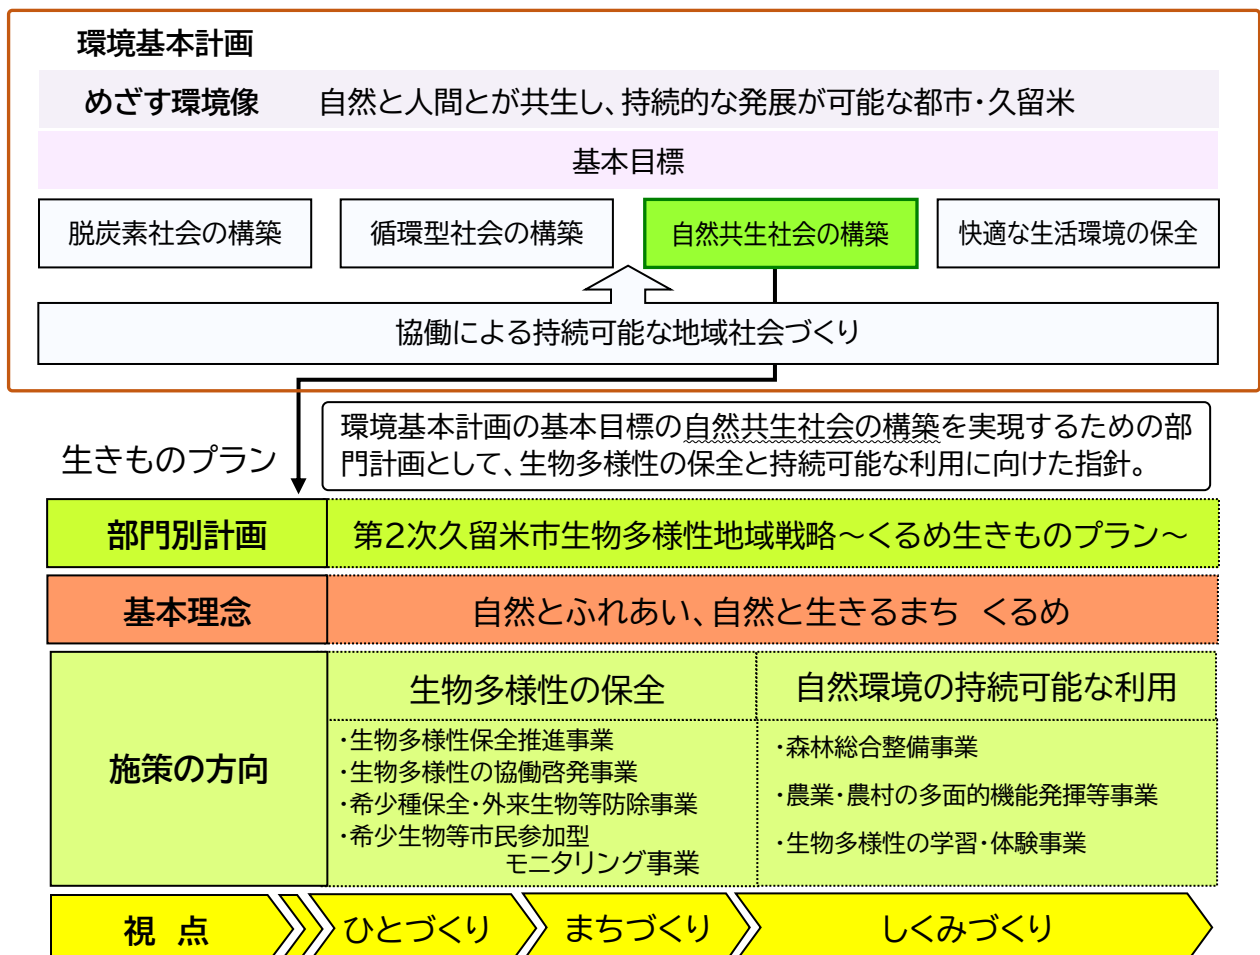 環境基本計画
めざす環境像 自然と人間とが共生し、持続的な発展が可能な都市・久留米
基本目標
脱炭素社会の構築 循環型社会の構築 自然共生社会の構築 快適な生活環境の保全
協働による持続可能な地域社会づくり
生きものプラン
環境基本計画の基本目標の自然共生社会の構築を実現するための部
門計画として、生物多様性の保全と持続可能な利用に向けた指針。
部門別計画 第2次久留米市生物多様性地域戦略～くるめ生きものプラン～
基本理念 自然とふれあい、自然と生きるまち くるめ
施策の方向
生物多様性の保全
・生物多様性保全推進事業
・生物多様性の協働啓発事業
・希少種保全・外来生物等防除事業
・希少生物等市民参加型
モニタリング事業
自然環境の持続可能な利用
・森林総合整備事業
・農業・農村の多面的機能発揮等事業
・生物多様性の学習・体験事業
視 点 ひとづくり まちづくり しくみづくり